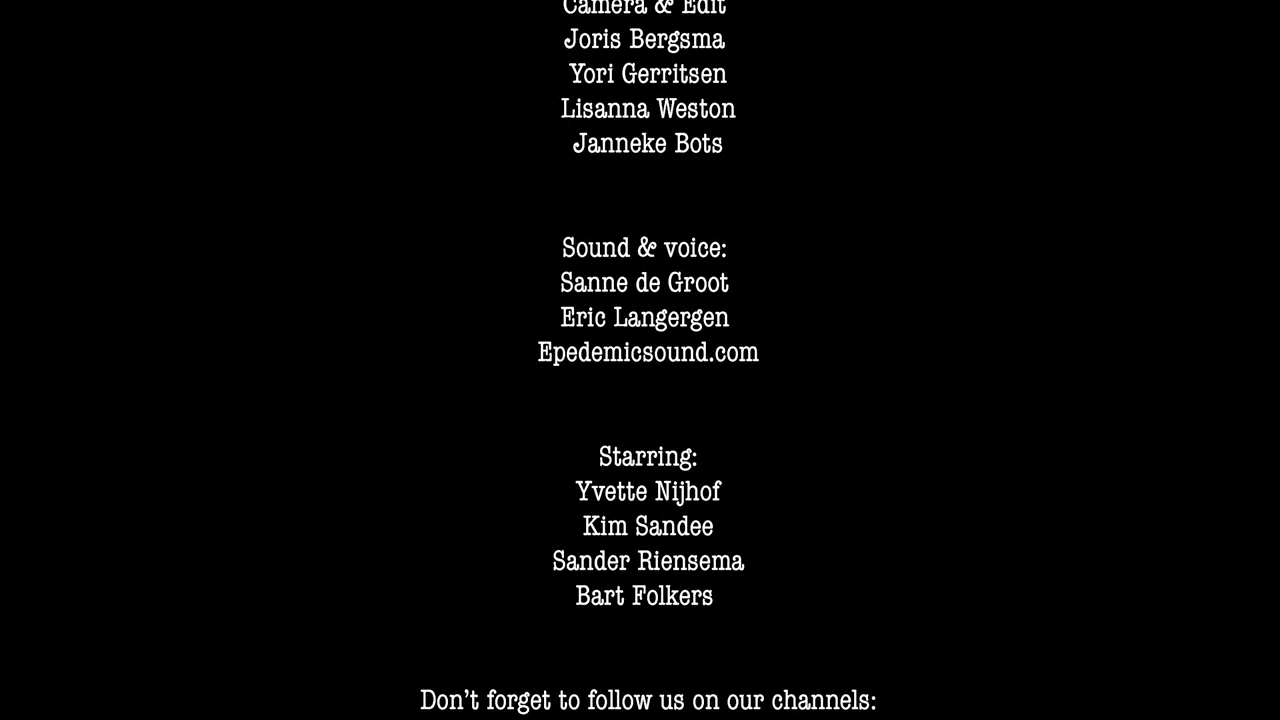 Camera & Edit
Joris Bergsma
Yori Gerritsen
Lisanna Weston
Janneke Bots
Sound & voice:
Sanne de Groot
Eric Langergen
Epedemicsound.com
Starring:
Yvette Nijhof
Kim Sandee
Sander Riensema
Bart Folkers
Don’t forget to follow us on our channels: